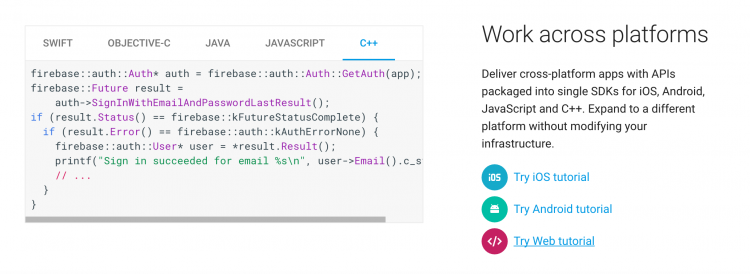 SWIFT OBJECTIVE-C JAVA JAVASCRIPT C++
firebase::auth::Auth* auth = firebase::auth::Auth::GetAuth(app);
firebase::Future result =
    auth->SignInWithEmailAndPasswordLastResult();
if (result.Status() == firebase::kFutureStatusComplete) {
  if (result.Error() == firebase::auth::kAuthErrorNone) {
    firebase::auth::User* user = *result.Result();
    printf("Sign in succeeded for email %s\n", user->Email().c_s
    // ...
  }
}
Work across platforms
Deliver cross-platform apps with APIs
packaged into single SDKs for iOS, Android,
JavaScript and C++. Expand to a different
platform without modifying your
infrastructure.
iOS Try iOS tutorial
Try Android tutorial
</> Try Web tutorial